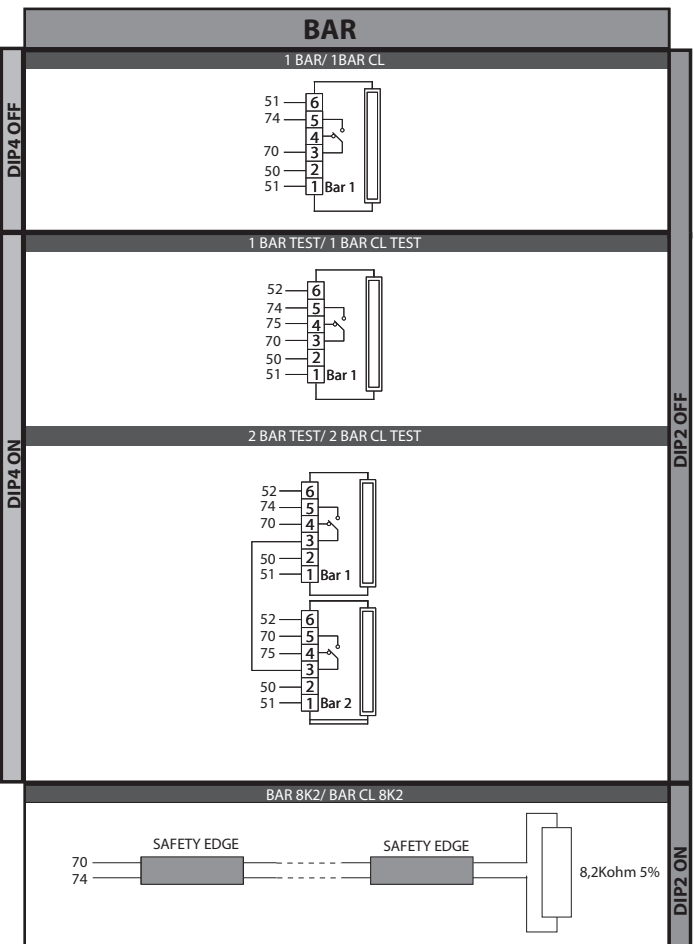 BAR
1 BAR/ 1BAR CL
DIP4 OFF
51 6
74 5
4
70 3
50 2
51 1 Bar 1
1 BAR TEST/ 1 BAR CL TEST
DIP4 ON
DIP2 OFF
52 6
74 5
75 4
70 3
50 2
51 1 Bar 1
2 BAR TEST/ 2 BAR CL TEST
52 6
74 5
70 4
3
50 2
51 1 Bar 1
52 6
70 5
75 4
3
50 2
51 1 Bar 2
BAR 8K2/ BAR CL 8K2
DIP2 ON
SAFETY EDGE
SAFETY EDGE
70
74
8,2Kohm 5%